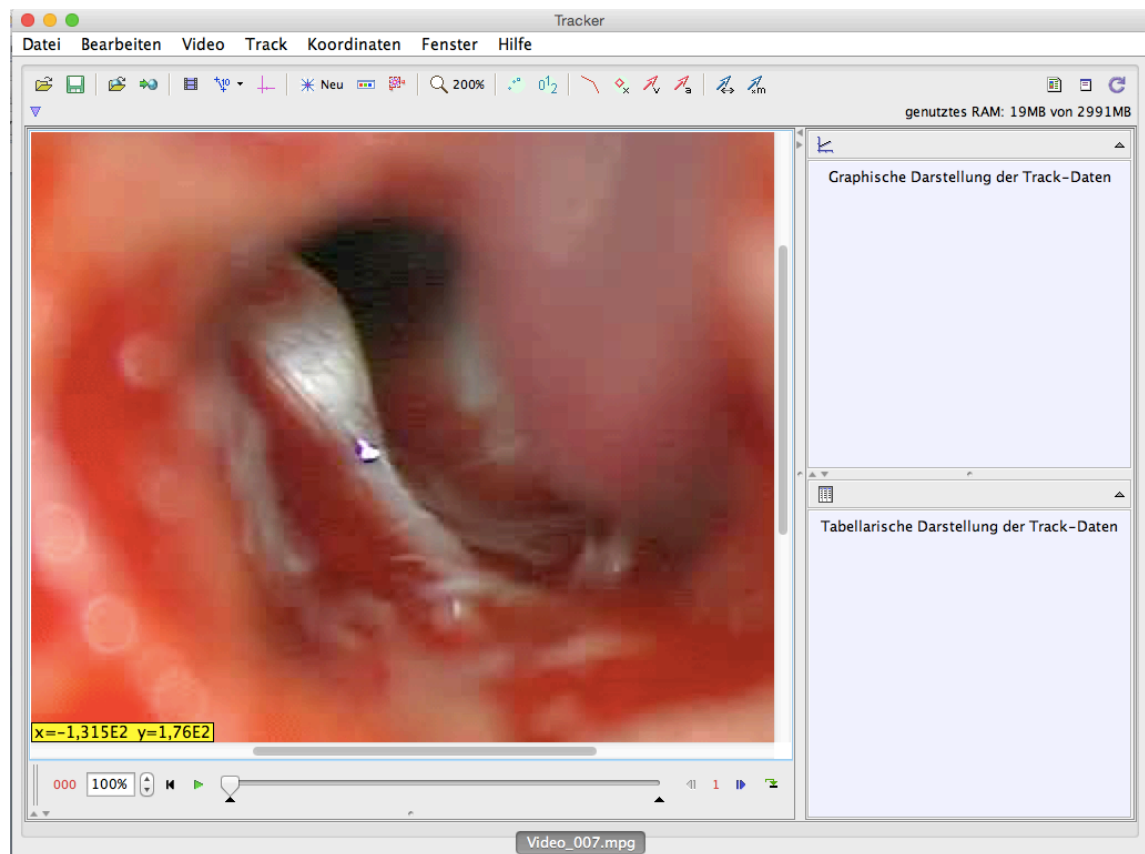 Tracker
Datei Bearbeiten Video Track Koordinaten Fenster Hilfe
Neu 200%
genutztes RAM: 19MB von 2991MB
Graphische Darstellung der Track-Daten
Tabellarische Darstellung der Track-Daten
x=-1,315E2 y=1,76E2
000 100% 1
Video_007.mpg